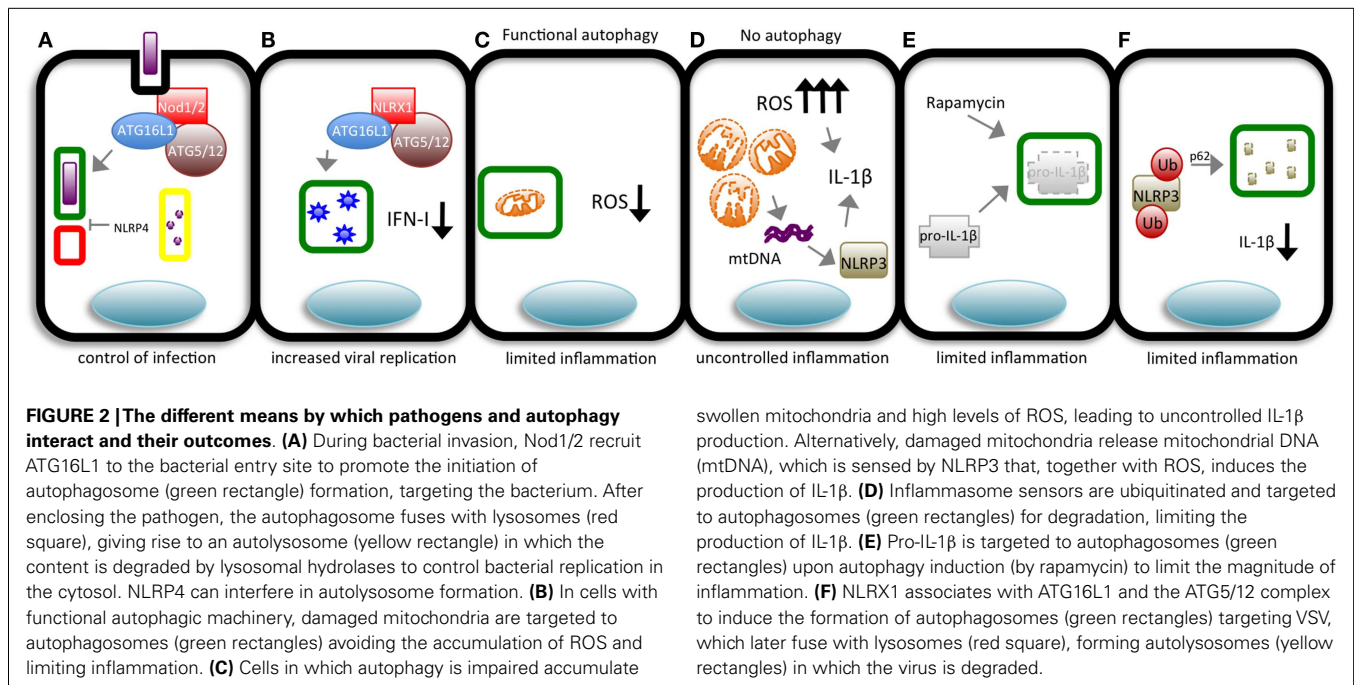 A
B
C
Functional autophagy
D
No autophagy
E
F
Nod1/2
ATG16L1
ATG5/12
NLRP4
control of infection
NLRX1
ATG16L1
ATG5/12
IFN-I
increased viral replication
ROS
limited inflammation
ROS
IL-1β
mtDNA
NLRP3
uncontrolled inflammation
Rapamycin
pro-IL-1β
pro-IL-1β
limited inflammation
Ub
p62
NLRP3
Ub
IL-1β
limited inflammation
FIGURE 2 | The different means by which pathogens and autophagy
interact and their outcomes. (A) During bacterial invasion, Nod1/2 recruit
ATG16L1 to the bacterial entry site to promote the initiation of
autophagosome (green rectangle) formation, targeting the bacterium. After
enclosing the pathogen, the autophagosome fuses with lysosomes (red
square), giving rise to an autolysosome (yellow rectangle) in which the
content is degraded by lysosomal hydrolases to control bacterial replication in
the cytosol. NLRP4 can interfere in autolysosome formation. (B) In cells with
functional autophagic machinery, damaged mitochondria are targeted to
autophagosomes (green rectangles) avoiding the accumulation of ROS and
limiting inflammation. (C) Cells in which autophagy is impaired accumulate
swollen mitochondria and high levels of ROS, leading to uncontrolled IL-1β
production. Alternatively, damaged mitochondria release mitochondrial DNA
(mtDNA), which is sensed by NLRP3 that, together with ROS, induces the
production of IL-1β. (D) Inflammasome sensors are ubiquitinated and targeted
to autophagosomes (green rectangles) for degradation, limiting the
production of IL-1β. (E) Pro-IL-1β is targeted to autophagosomes (green
rectangles) upon autophagy induction (by rapamycin) to limit the magnitude of
inflammation. (F) NLRX1 associates with ATG16L1 and the ATG5/12 complex
to induce the formation of autophagosomes (green rectangles) targeting VSV,
which later fuse with lysosomes (red square), forming autolysosomes (yellow
rectangles) in which the virus is degraded.